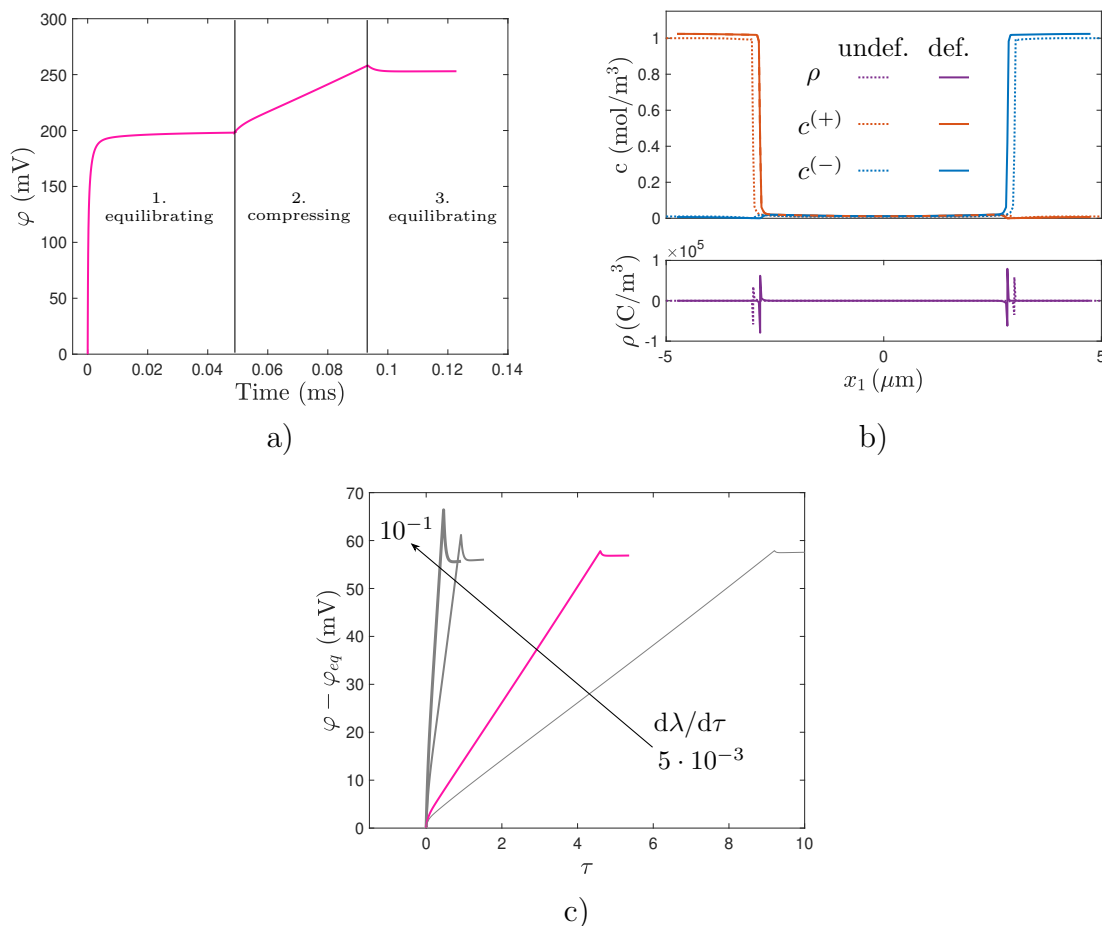 300
250
200
150
100
50
0
φ (mV)
1.
equilibrating
2.
compressing
3.
equilibrating
0 0.02 0.04 0.06 0.08 0.1 0.12 0.14
Time (ms)
a)
undef. def.
ρ
c⁽⁺⁾
c⁽⁻⁾
1
0.8
0.6
0.4
0.2
0
c (mol/m³)
×10⁵
1
0
-1
ρ (C/m³)
-5 0 5
x₁ (μm)
b)
70
60
50
40
30
20
10
0
φ − φ_eq (mV)
10⁻¹
dλ/dτ
5 · 10⁻³
0 2 4 6 8 10
τ
c)